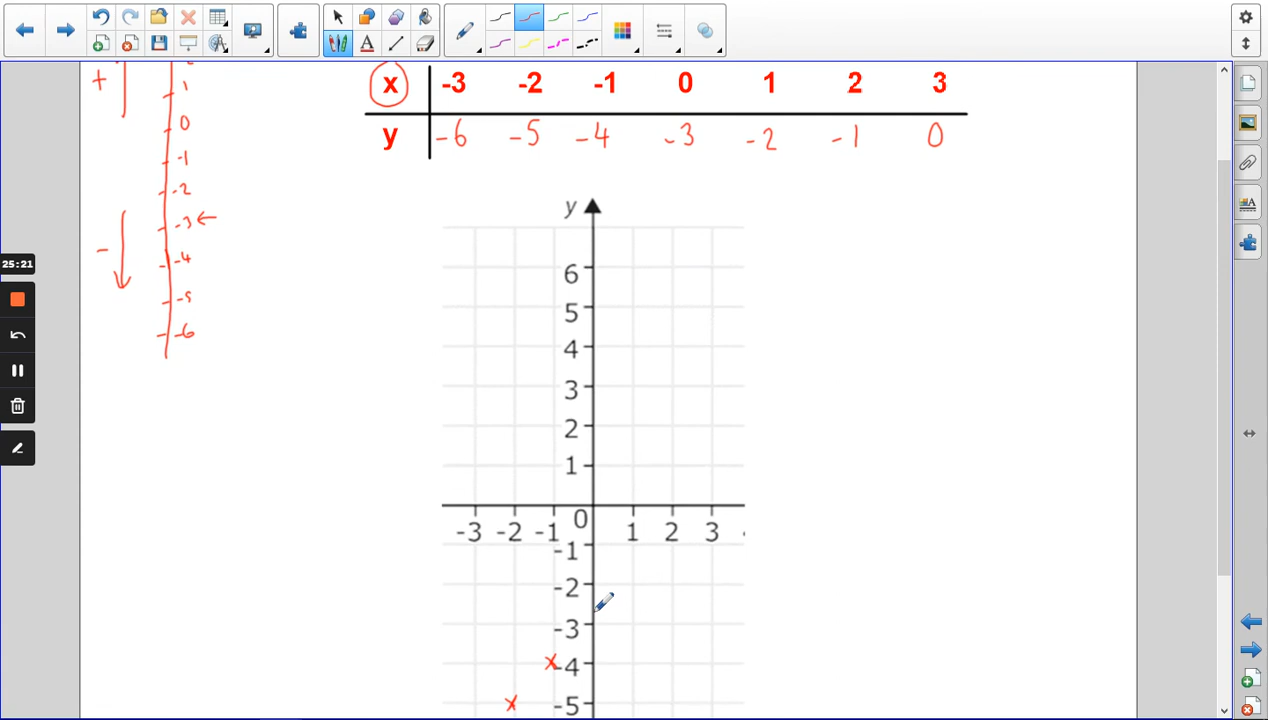 x -3 -2 -1 0 1 2 3
y -6 -5 -4 -3 -2 -1 0
+
1
0
-1
-2
-3 ←
-
-4
-5
-6
25:21
y
6
5
4
3
2
1
0
-3 -2 -1 1 2 3
-1
-2
-3
x -4
x -5
A
A